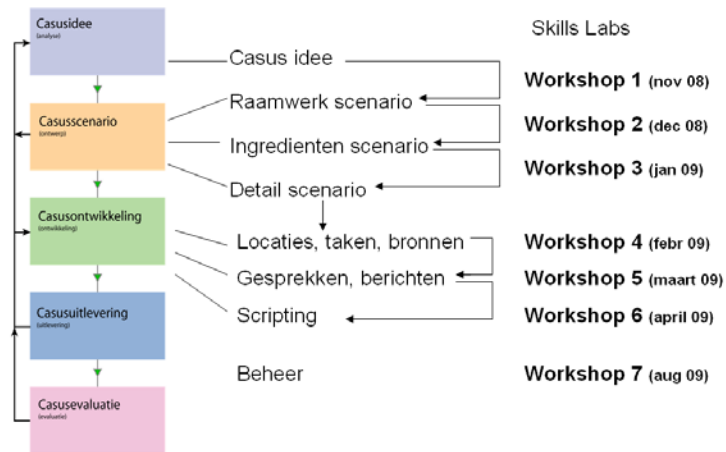 Casusidee
(analyse)
Skills Labs
Casus idee
Workshop 1 (nov 08)
Raamwerk scenario
Casusscenario
(ontwerp)
Workshop 2 (dec 08)
Ingredienten scenario
Workshop 3 (jan 09)
Detail scenario
Casusontwikkeling
(ontwikkeling)
Locaties, taken, bronnen
Workshop 4 (febr 09)
Gesprekken, berichten
Workshop 5 (maart 09)
Casusuitlevering
(uitlevering)
Scripting
Workshop 6 (april 09)
Beheer
Workshop 7 (aug 09)
Casusevaluatie
(evaluatie)